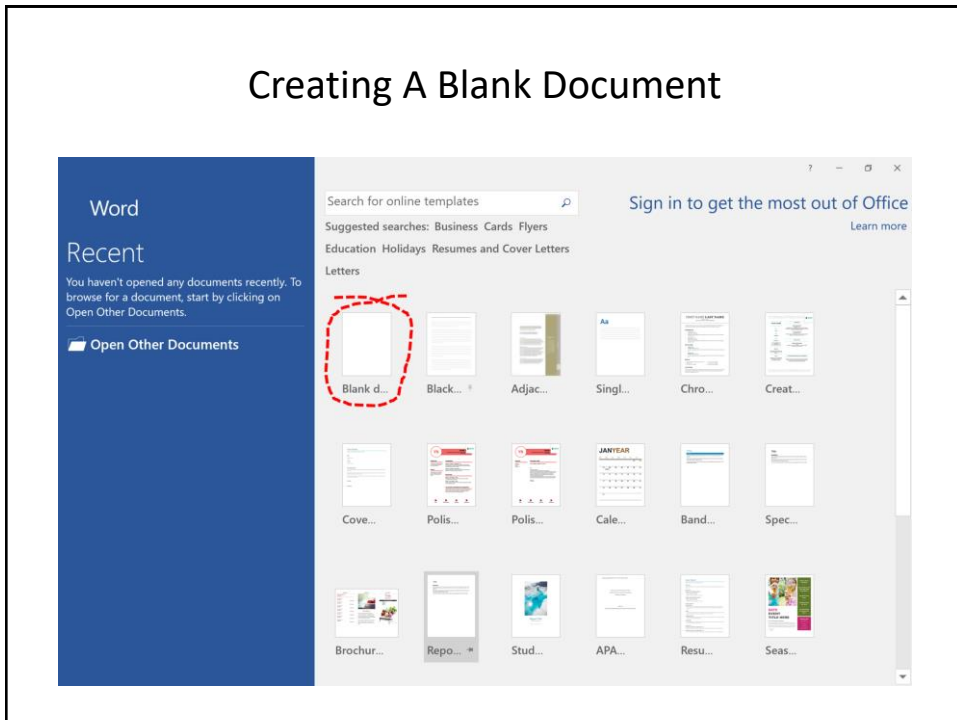 Creating A Blank Document
Word
Recent
You haven't opened any documents recently. To
browse for a document, start by clicking on
Open Other Documents.
Open Other Documents
?
Search for online templates
Sign in to get the most out of Office
Learn more
Suggested searches: Business Cards Flyers
Education Holidays Resumes and Cover Letters
Letters
Aa
Blank d...
Black...
Adjac...
Singl...
Chro...
Creat...
JANYEAR
Cove...
Polis...
Polis...
Cale...
Band...
Spec...
Brochur...
Repo...
Stud...
APA...
Resu...
Seas...